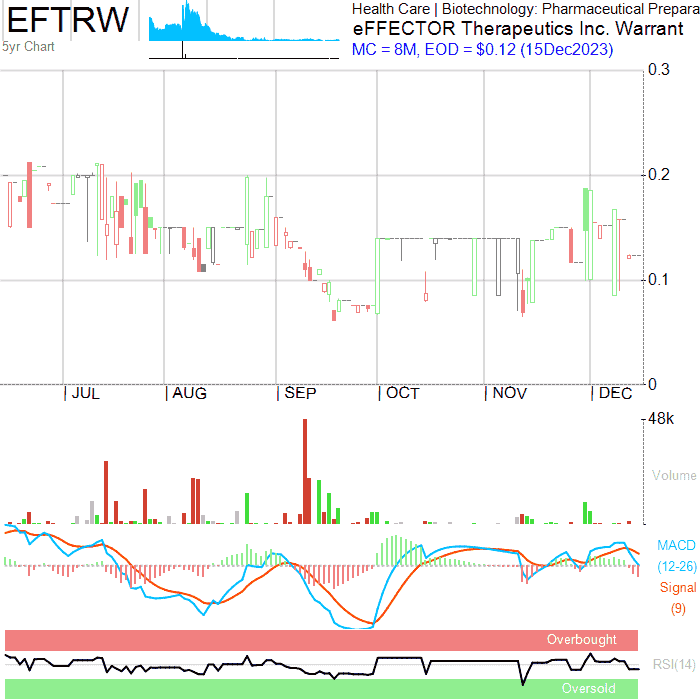 EFTRW
5yr Chart
Health Care | Biotechnology: Pharmaceutical Prepara
eFFECTOR Therapeutics Inc. Warrant
MC = 8M, EOD = $0.12 (15Dec2023)
0.3
0.2
0.1
0
JUL AUG SEP OCT NOV DEC
48k
Volume
MACD
(12-26)
Signal
(9)
Overbought
RSI(14)
Oversold